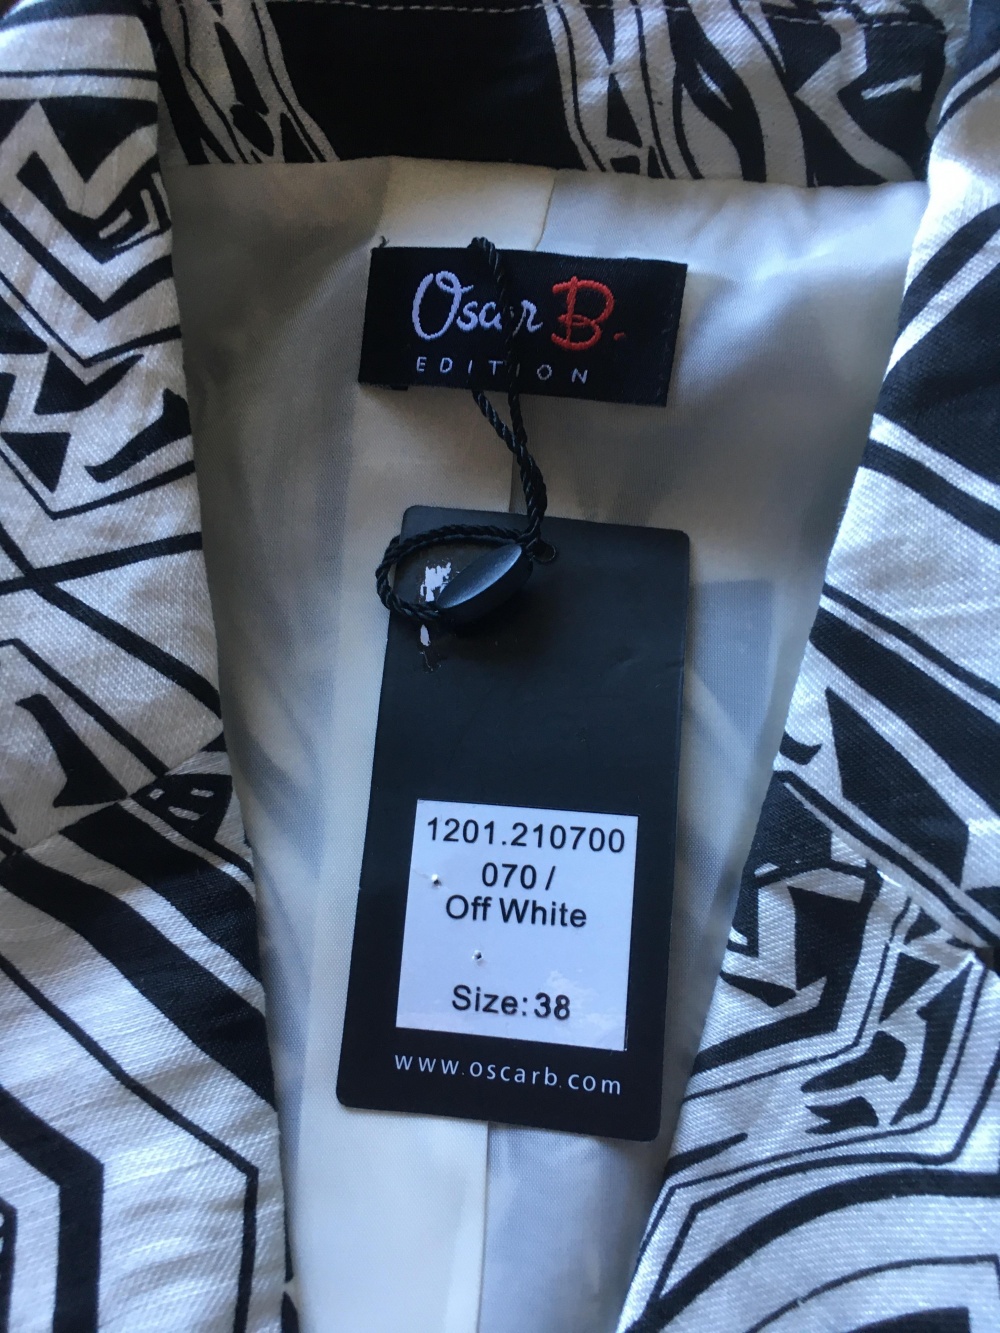 Oscar B.
EDITION
1201.210700
070 /
Off White
Size: 38
www.oscarb.com